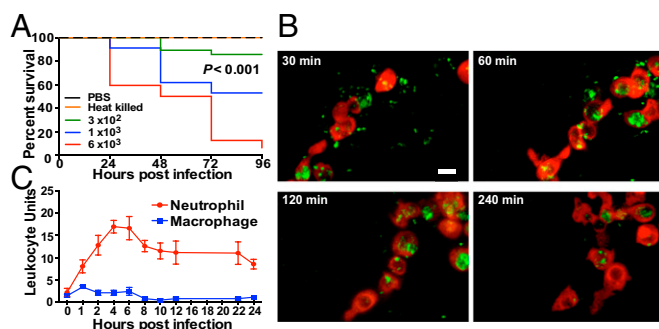 A
Percent survival
100
80
60
40
20
0
P < 0.001
PBS
Heat killed
3 x10²
1 x10³
6 x10³
0 24 48 72 96
Hours post infection
B
30 min
60 min
120 min
240 min
C
Leukocyte Units
25
20
15
10
5
0
Neutrophil
Macrophage
0 1 2 4 6 8 10 12 14 16 18 20 22 24
Hours post infection